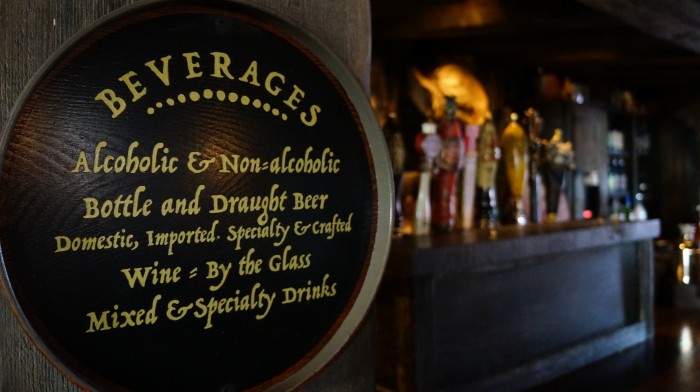 BEVERAGES
Alcoholic & Non=alcoholic
Bottle and Draught Beer
Domestic, Imported. Specialty & Crafted
Wine = By the Glass
Mixed & Specialty Drinks